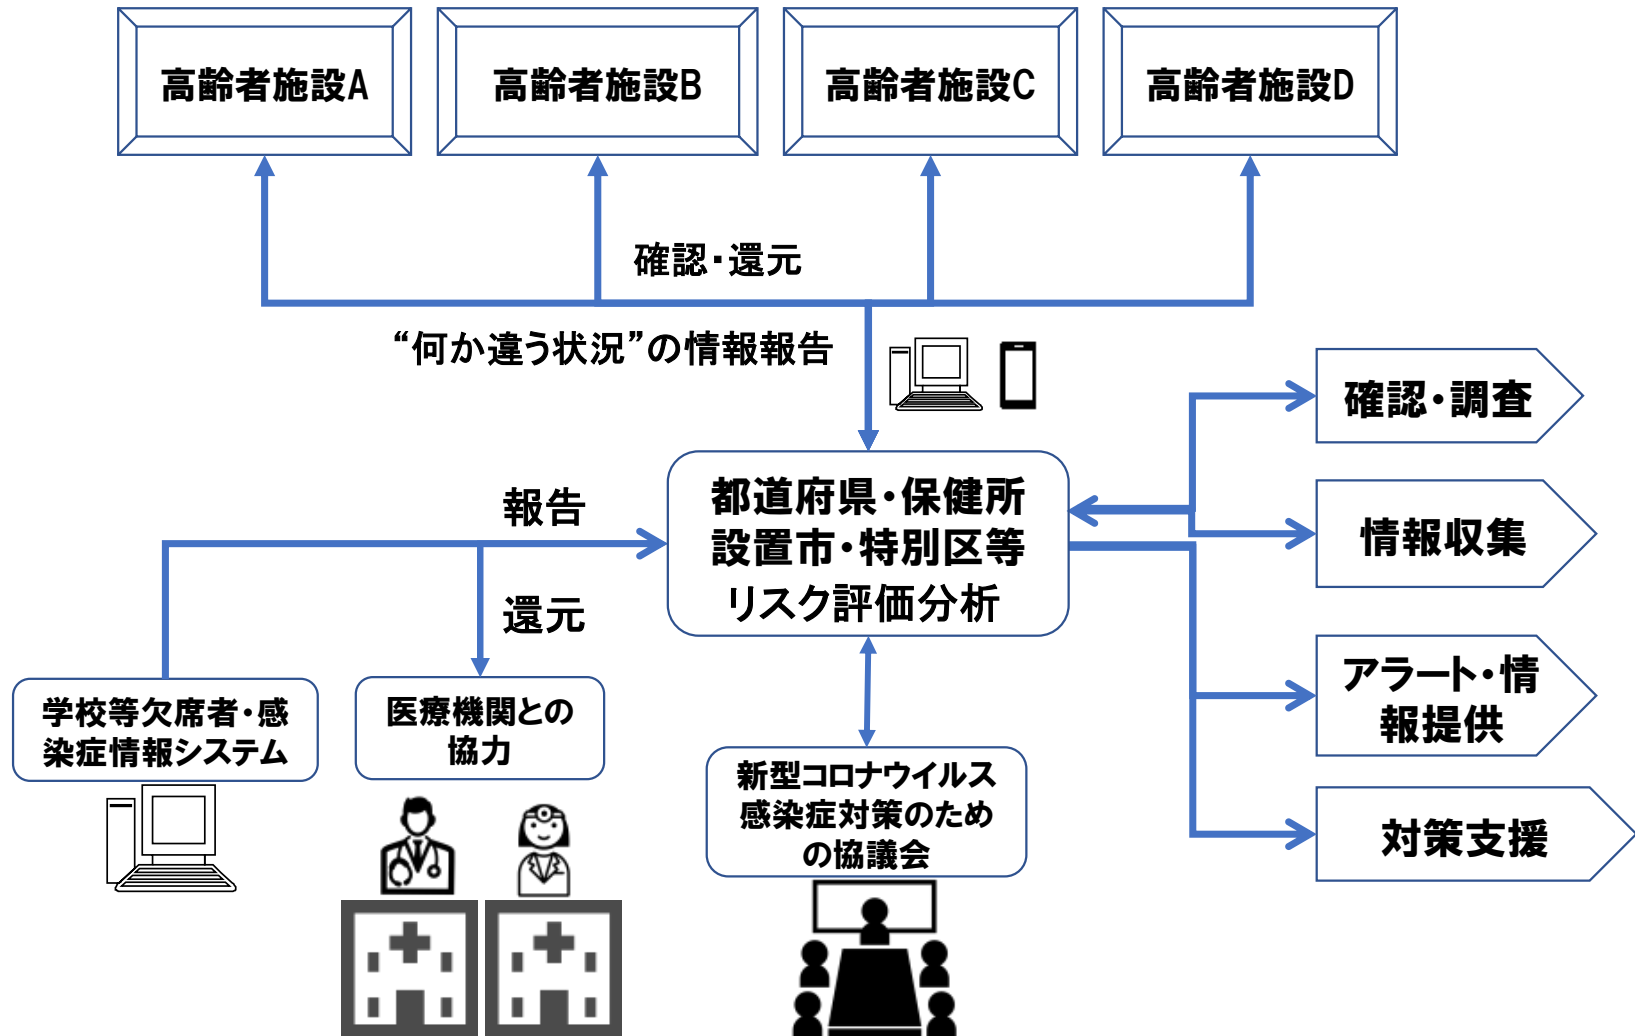 高齢者施設A
高齢者施設B
高齢者施設C
高齢者施設D
確認・還元
“何か違う状況”の情報報告
確認・調査
都道府県・保健所
設置市・特別区等
リスク評価分析
報告
情報収集
還元
アラート・情
報提供
学校等欠席者・感
染症情報システム
医療機関との
協力
新型コロナウイルス
感染症対策のため
の協議会
対策支援